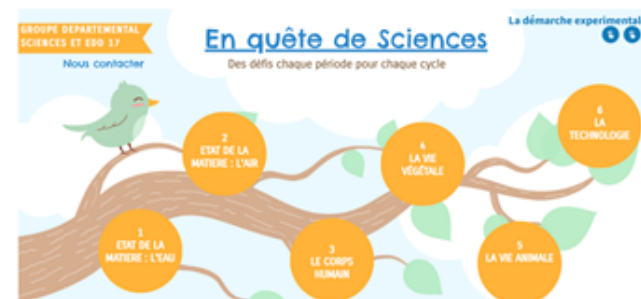 GROUPE DEPARTEMENTAL
SCIENCES ET EDD 17
Nous contacter
En quête de Sciences
Des défis chaque période pour chaque cycle
La démarche experimental
2
ETAT DE LA
MATIERE : L'AIR
4
LA VIE
VÉGÉTALE
6
LA
TECHNOLOGIE
1
ETAT DE LA
MATIERE : L'EAU
3
LE CORPS
HUMAIN
5
LA VIE ANIMALE